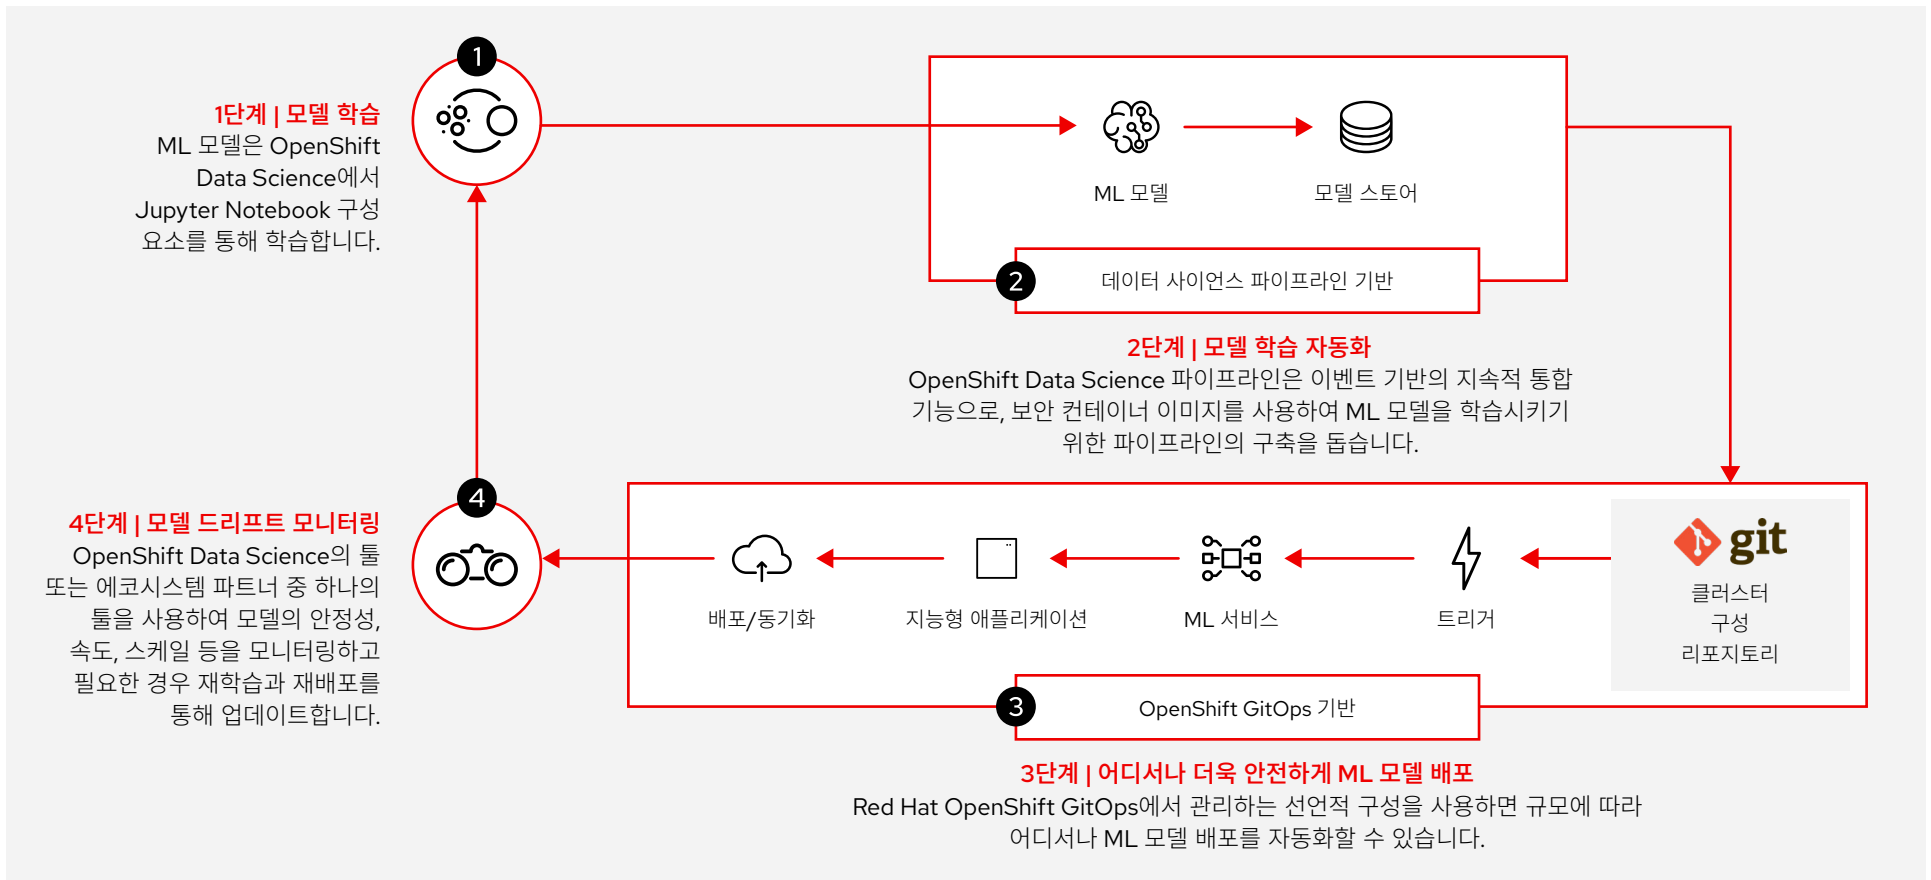 1
1단계 | 모델 학습
ML 모델은 OpenShift
Data Science에서
Jupyter Notebook 구성
요소를 통해 학습합니다.
ML 모델
모델 스토어
2
데이터 사이언스 파이프라인 기반
2단계 | 모델 학습 자동화
OpenShift Data Science 파이프라인은 이벤트 기반의 지속적 통합
기능으로, 보안 컨테이너 이미지를 사용하여 ML 모델을 학습시키기
위한 파이프라인의 구축을 돕습니다.
git
클러스터
구성
리포지토리
트리거
ML 서비스
지능형 애플리케이션
배포/동기화
3
OpenShift GitOps 기반
3단계 | 어디서나 더욱 안전하게 ML 모델 배포
Red Hat OpenShift GitOps에서 관리하는 선언적 구성을 사용하면 규모에 따라
어디서나 ML 모델 배포를 자동화할 수 있습니다.
4
4단계 | 모델 드리프트 모니터링
OpenShift Data Science의 툴
또는 에코시스템 파트너 중 하나의
툴을 사용하여 모델의 안정성,
속도, 스케일 등을 모니터링하고
필요한 경우 재학습과 재배포를
통해 업데이트합니다.